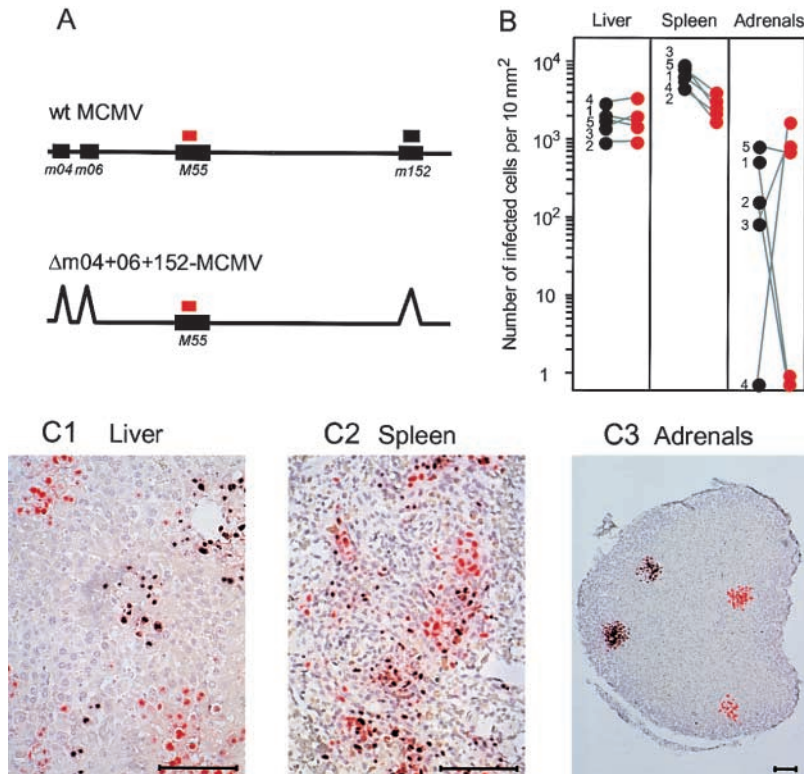 A
wt MCMV
m04 m06 M55 m152
Δm04+06+152-MCMV
M55
B
Liver Spleen Adrenals
Number of infected cells per 10 mm²
10⁴
10³
10²
10
1
4
1
5
3
2
3
5
1
4
2
5
1
2
3
4
C1 Liver
C2 Spleen
C3 Adrenals